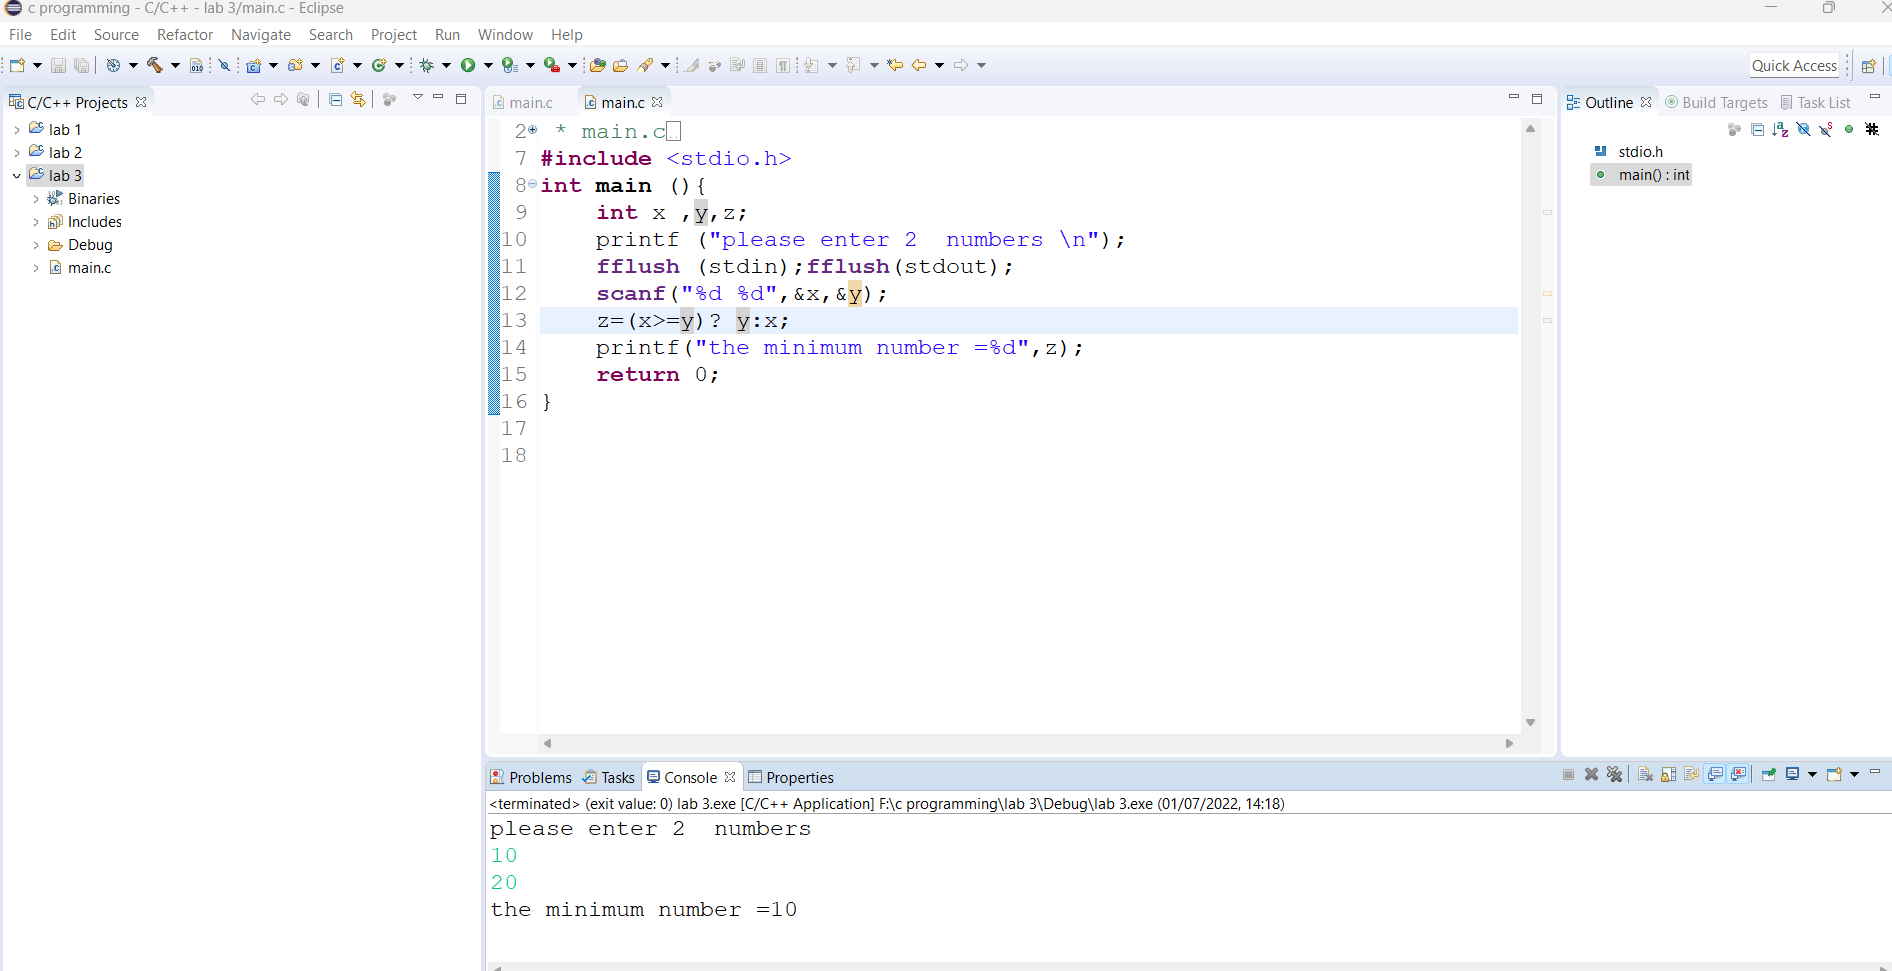 c programming - C/C++ - lab 3/main.c - Eclipse
File Edit Source Refactor Navigate Search Project Run Window Help
Quick Access
C/C++ Projects
lab 1
lab 2
lab 3
Binaries
Includes
Debug
main.c
main.c main.c
2 * main.c
7 #include <stdio.h>
8 int main (){
9 int x ,y,z;
10 printf ("please enter 2  numbers \n");
11 fflush (stdin);fflush(stdout);
12 scanf("%d %d",&x,&y);
13 z=(x>=y)? y:x;
14 printf("the minimum number =%d",z);
15 return 0;
16 }
17
18
Outline Build Targets Task List
stdio.h
main() : int
Problems Tasks Console Properties
<terminated> (exit value: 0) lab 3.exe [C/C++ Application] F:\c programming\lab 3\Debug\lab 3.exe (01/07/2022, 14:18)
please enter 2  numbers
10
20
the minimum number =10